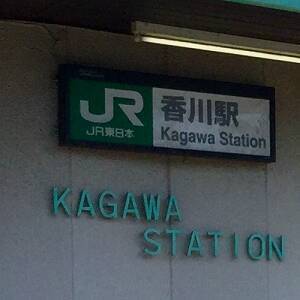 JR
JR東日本
香川駅
Kagawa Station
KAGAWA
STATION